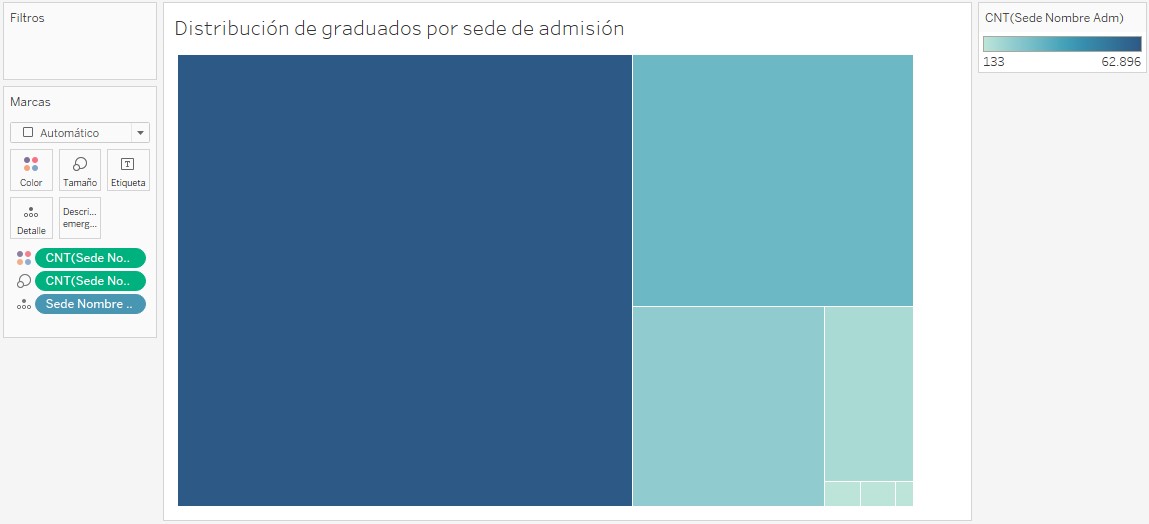 Filtros
Marcas
Automático
Color
Tamaño
Etiqueta
Detalle
Descri...
emerg...
CNT(Sede No..
CNT(Sede No..
Sede Nombre ..
Distribución de graduados por sede de admisión
CNT(Sede Nombre Adm)
133
62.896